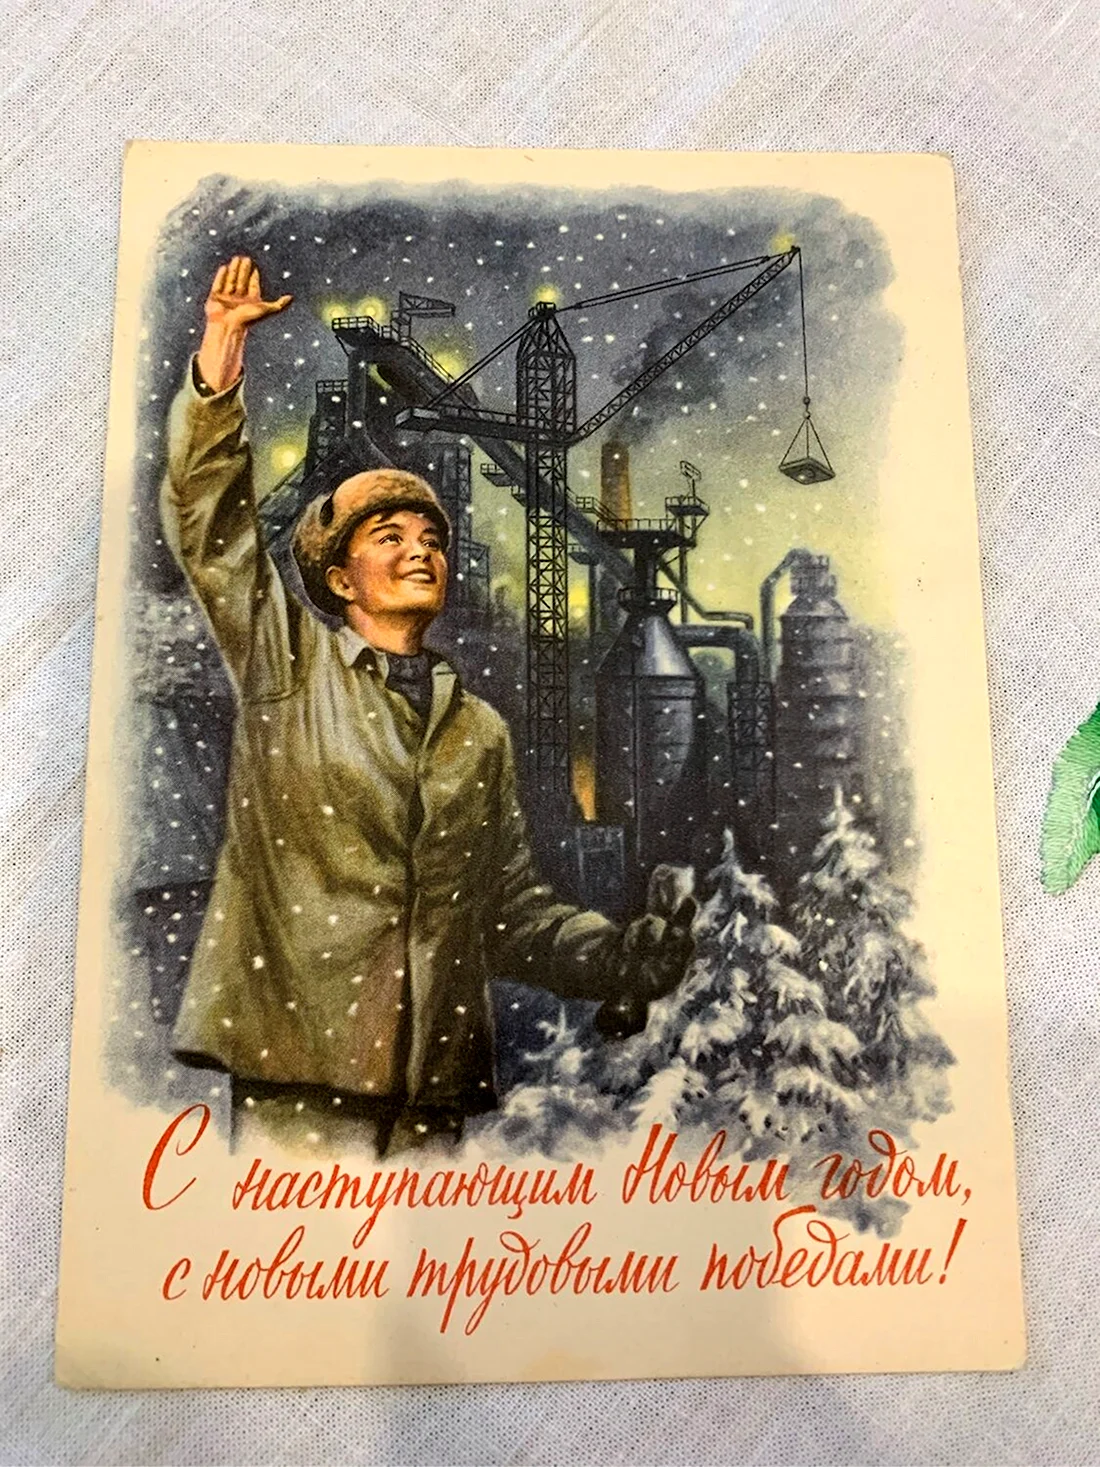 С наступающим Новым годом,
с новыми трудовыми победами!